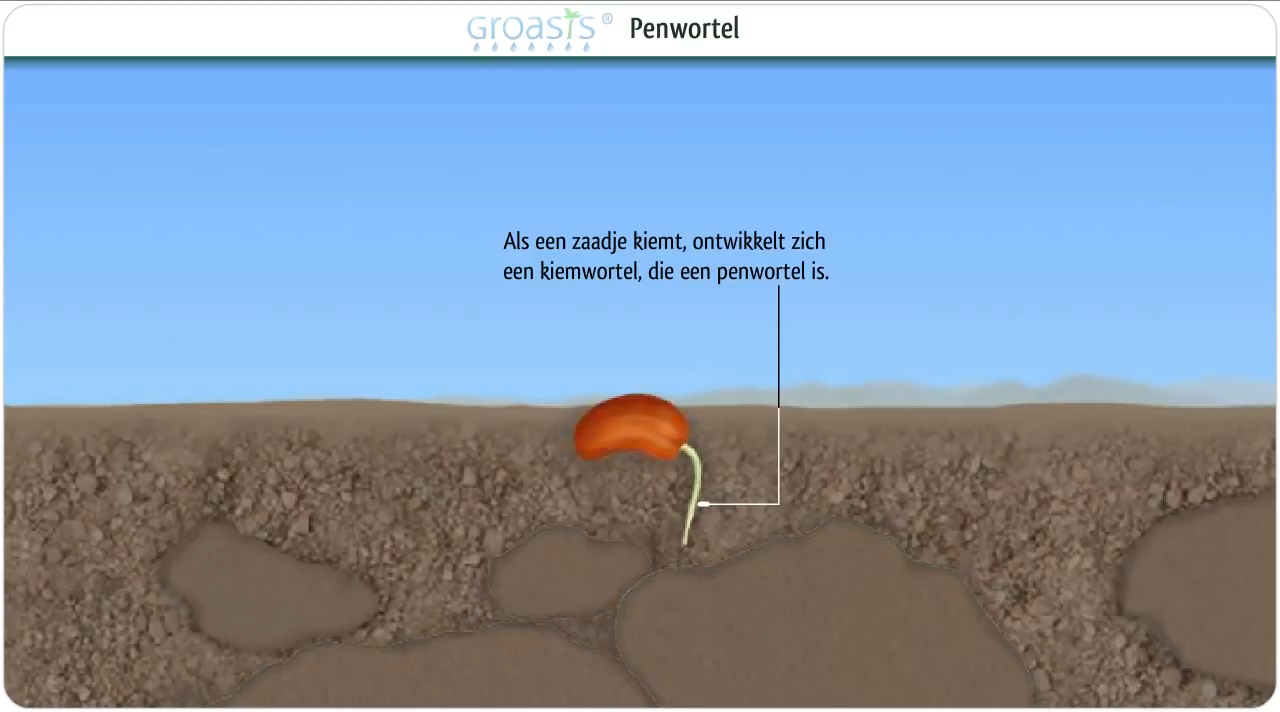 GROASIS ® Penwortel
Als een zaadje kiemt, ontwikkelt zich
een kiemwortel, die een penwortel is.